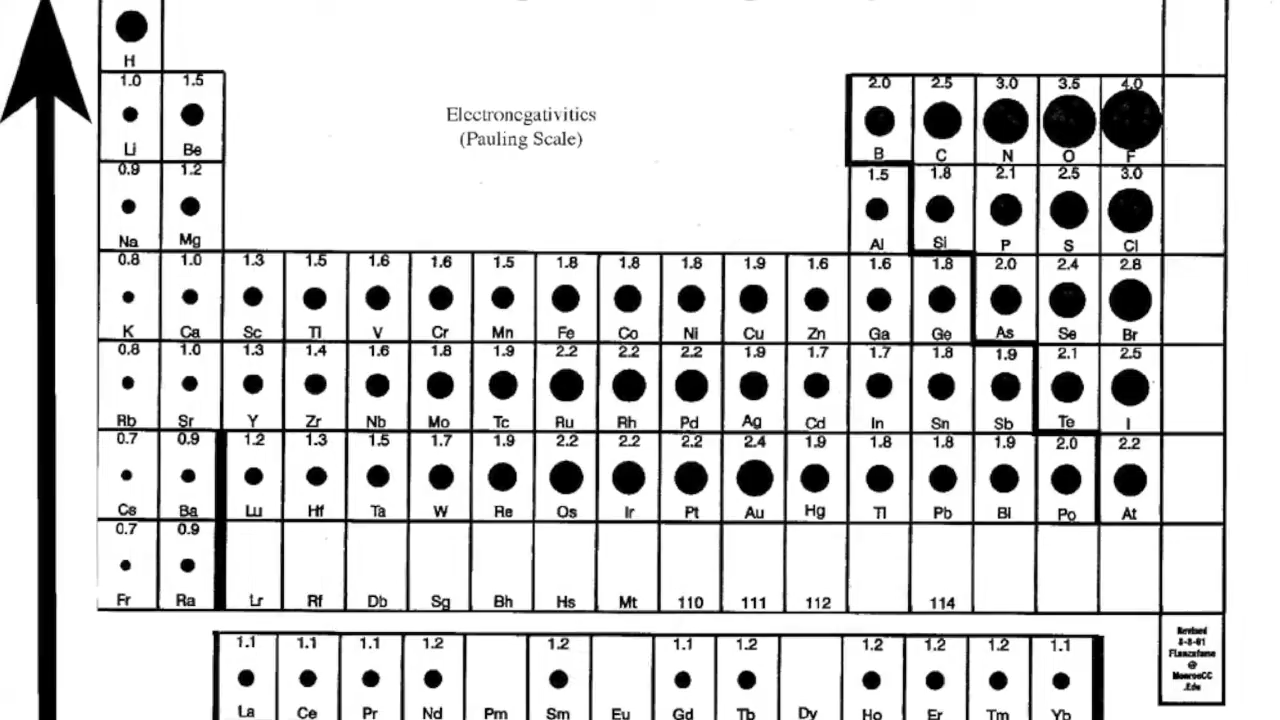 H
1.0 1.5 2.0 2.5 3.0 3.5 4.0
Electronegativities
(Pauling Scale)
Li Be B C N O F
0.9 1.2 1.5 1.8 2.1 2.5 3.0
Na Mg Al Si P S Cl
0.8 1.0 1.3 1.5 1.6 1.6 1.5 1.8 1.8 1.8 1.9 1.6 1.6 1.8 2.0 2.4 2.8
K Ca Sc Ti V Cr Mn Fe Co Ni Cu Zn Ga Ge As Se Br
0.8 1.0 1.3 1.4 1.6 1.8 1.9 2.2 2.2 2.2 1.9 1.7 1.7 1.8 1.9 2.1 2.5
Rb Sr Y Zr Nb Mo Tc Ru Rh Pd Ag Cd In Sn Sb Te I
0.7 0.9 1.2 1.3 1.5 1.7 1.9 2.2 2.2 2.2 2.4 1.9 1.8 1.8 1.9 2.0 2.2
Cs Ba Lu Hf Ta W Re Os Ir Pt Au Hg Tl Pb Bi Po At
0.7 0.9
Fr Ra Lr Rf Db Sg Bh Hs Mt 110 111 112 114
1.1 1.1 1.1 1.2 1.2 1.1 1.2 1.2 1.2 1.2 1.1
La Ce Pr Nd Pm Sm Eu Gd Tb Dy Ho Er Tm Yb
Revised
@
MonroeCC
.Edu